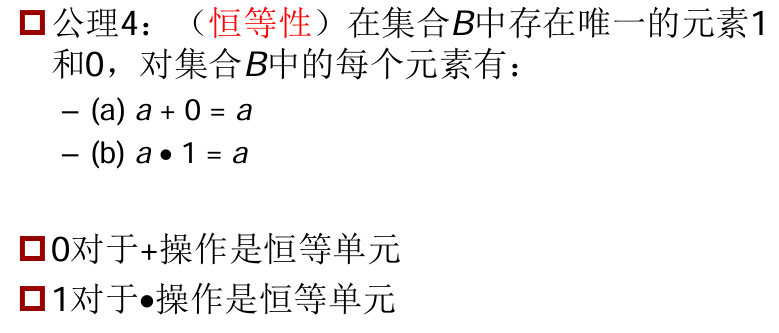 公理4：（恒等性）在集合B中存在唯一的元素1
和0，对集合B中的每个元素有：
– (a) a + 0 = a
– (b) a • 1 = a
0对于+操作是恒等单元
1对于•操作是恒等单元